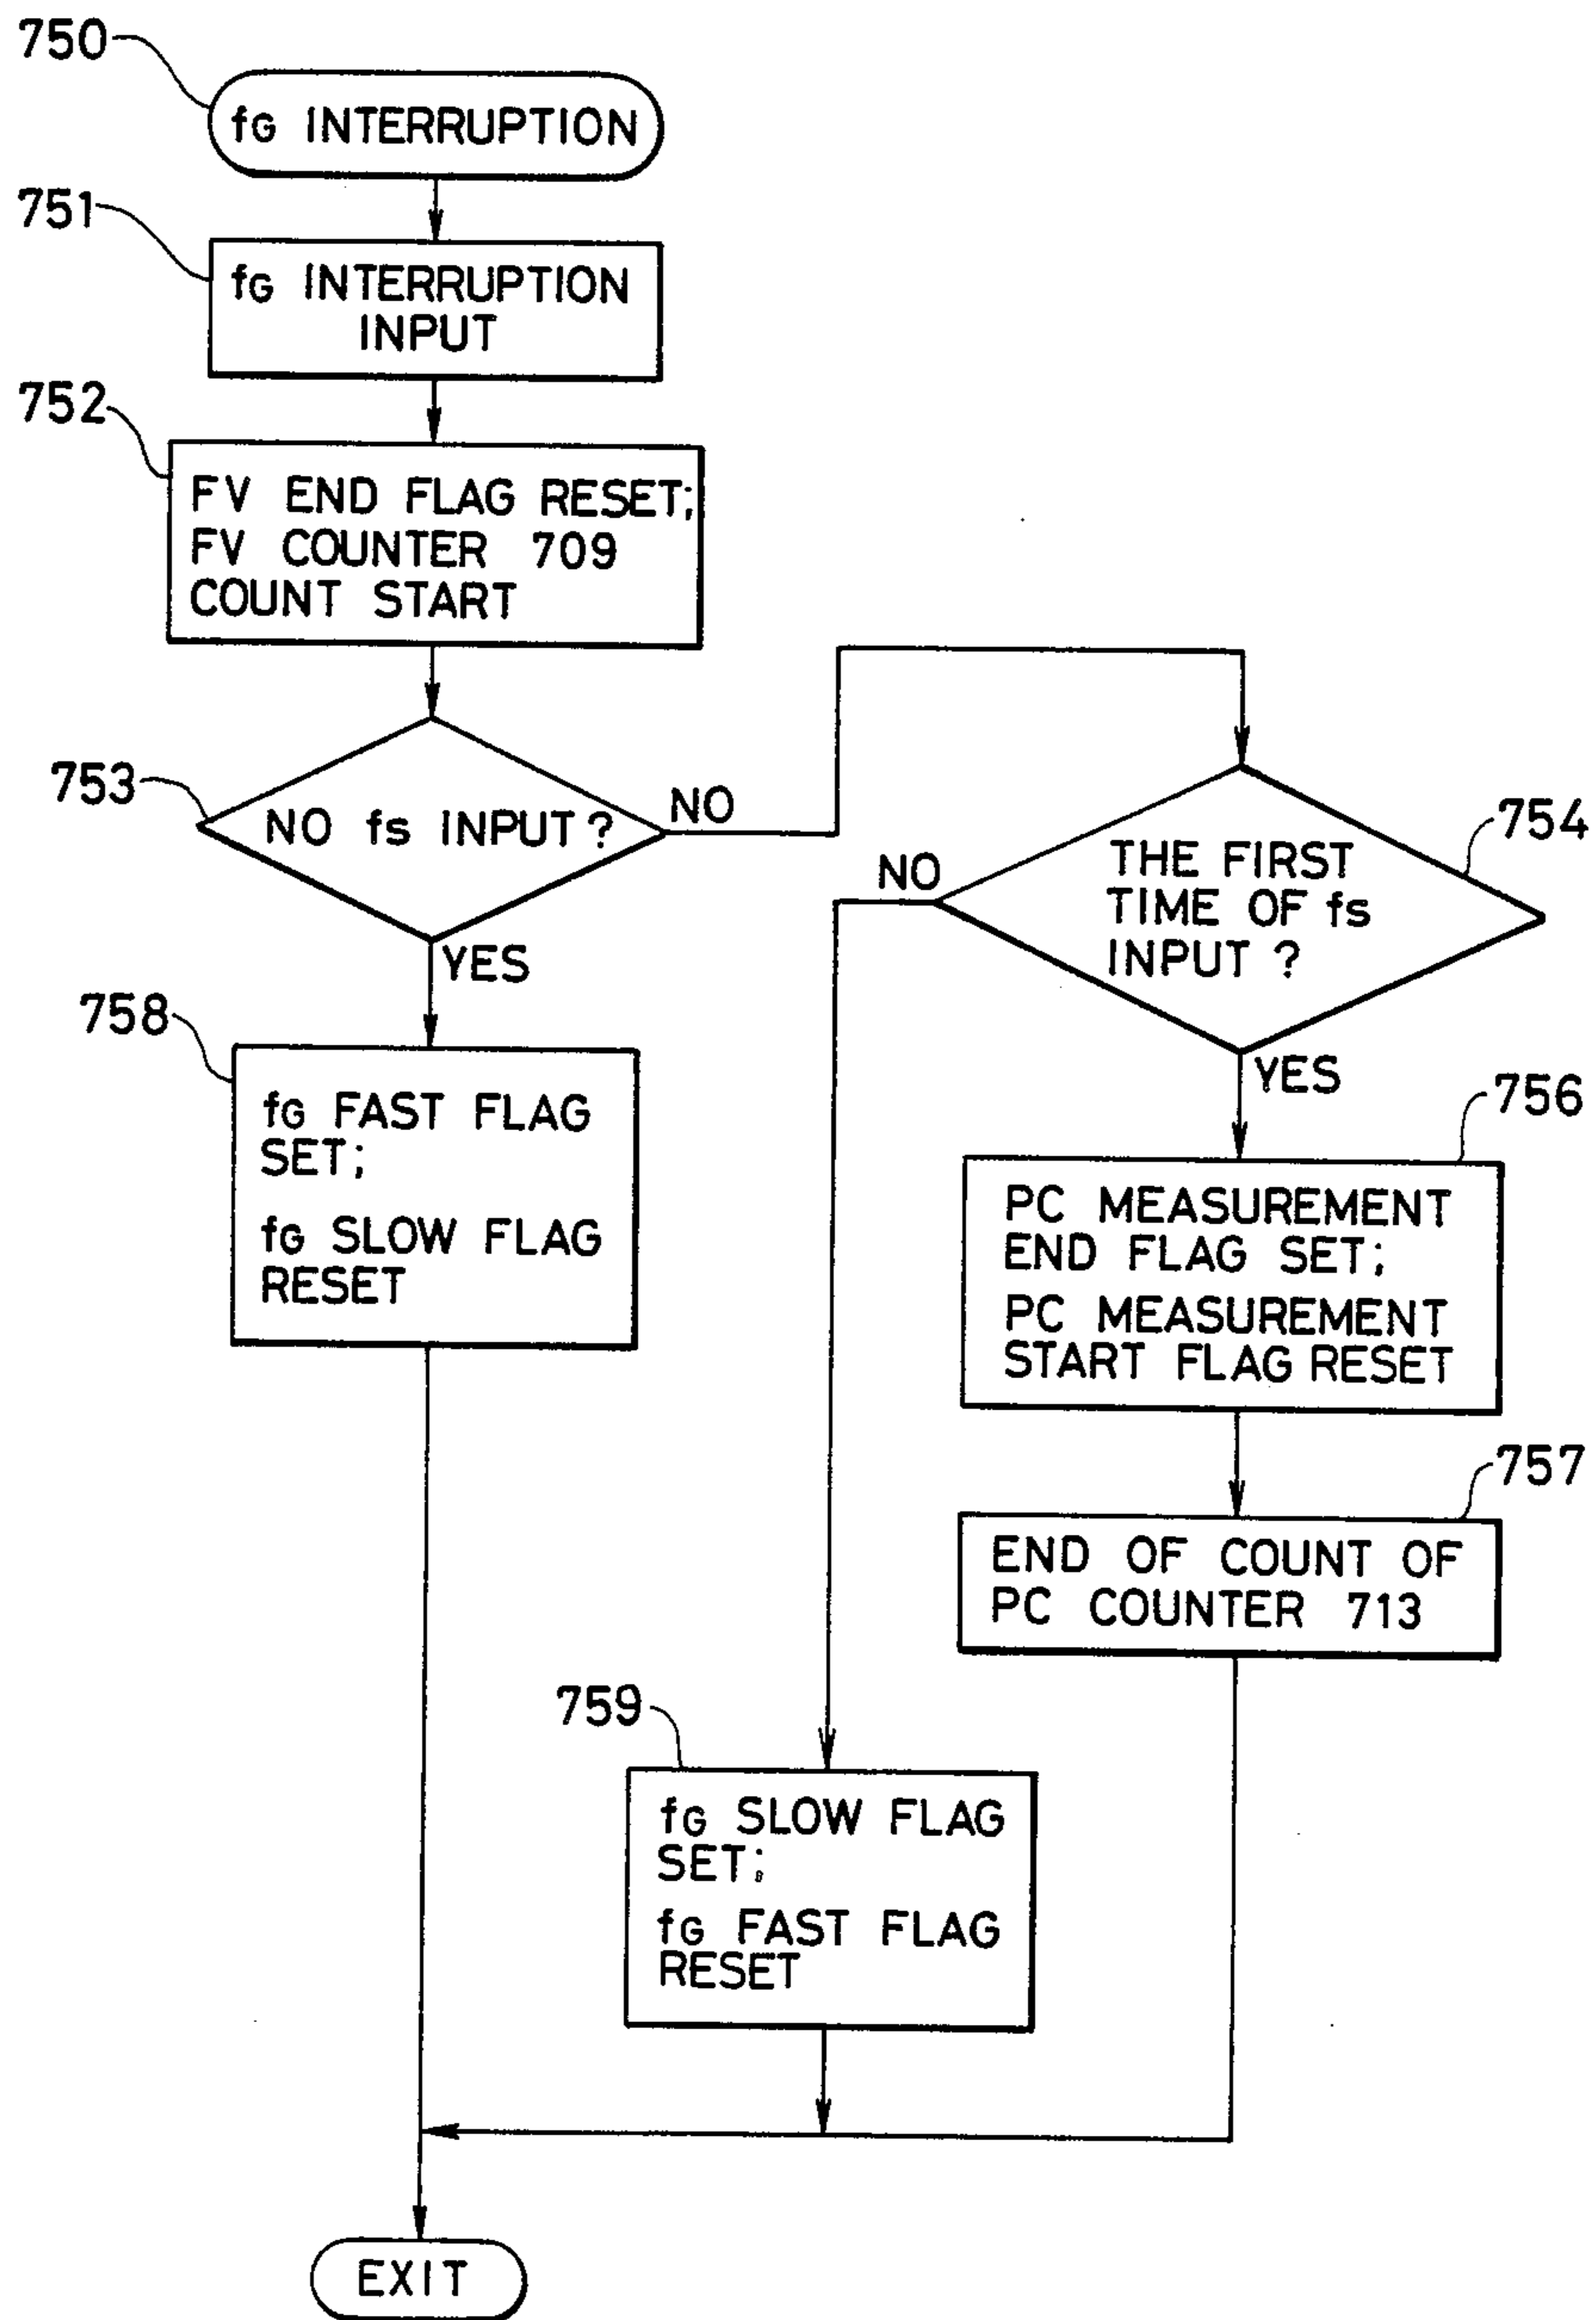 750
fG INTERRUPTION
751
fG INTERRUPTION
INPUT
752
FV END FLAG RESET;
FV COUNTER 709
COUNT START
753
NO fs INPUT?
NO
YES
754
THE FIRST
TIME OF fs
INPUT ?
NO
YES
758
fG FAST FLAG
SET;
fG SLOW FLAG
RESET
756
PC MEASUREMENT
END FLAG SET;
PC MEASUREMENT
START FLAG RESET
757
END OF COUNT OF
PC COUNTER 713
759
fG SLOW FLAG
SET;
fG FAST FLAG
RESET
EXIT